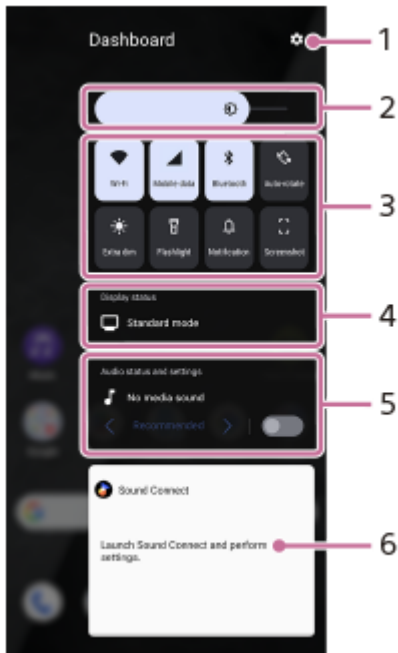 Dashboard
1
2
Wi-Fi Mobile data Bluetooth Auto-rotate
3
Extra dim Flashlight Notification Screenshot
Display status
4
Standard mode
Audio status and settings
No media sound
5
Recommended
Sound Connect
Launch Sound Connect and perform
6
settings.